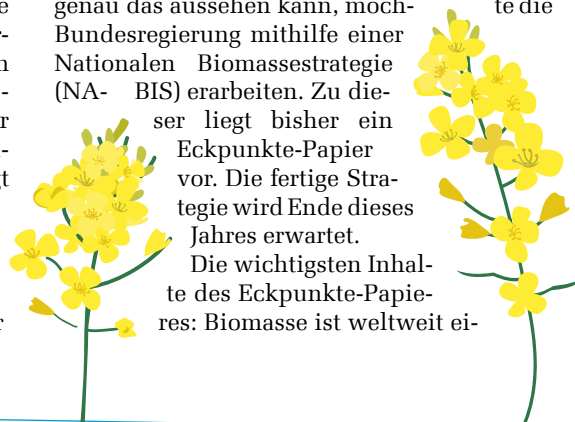 genau das aussehen kann, möch- te die
Bundesregierung mithilfe einer
Nationalen Biomassestrategie
(NA- BIS) erarbeiten. Zu die-
ser liegt bisher ein
Eckpunkte-Papier
vor. Die fertige Stra-
tegie wird Ende dieses
Jahres erwartet.
Die wichtigsten Inhal-
te des Eckpunkte-Papie-
res: Biomasse ist weltweit ei-